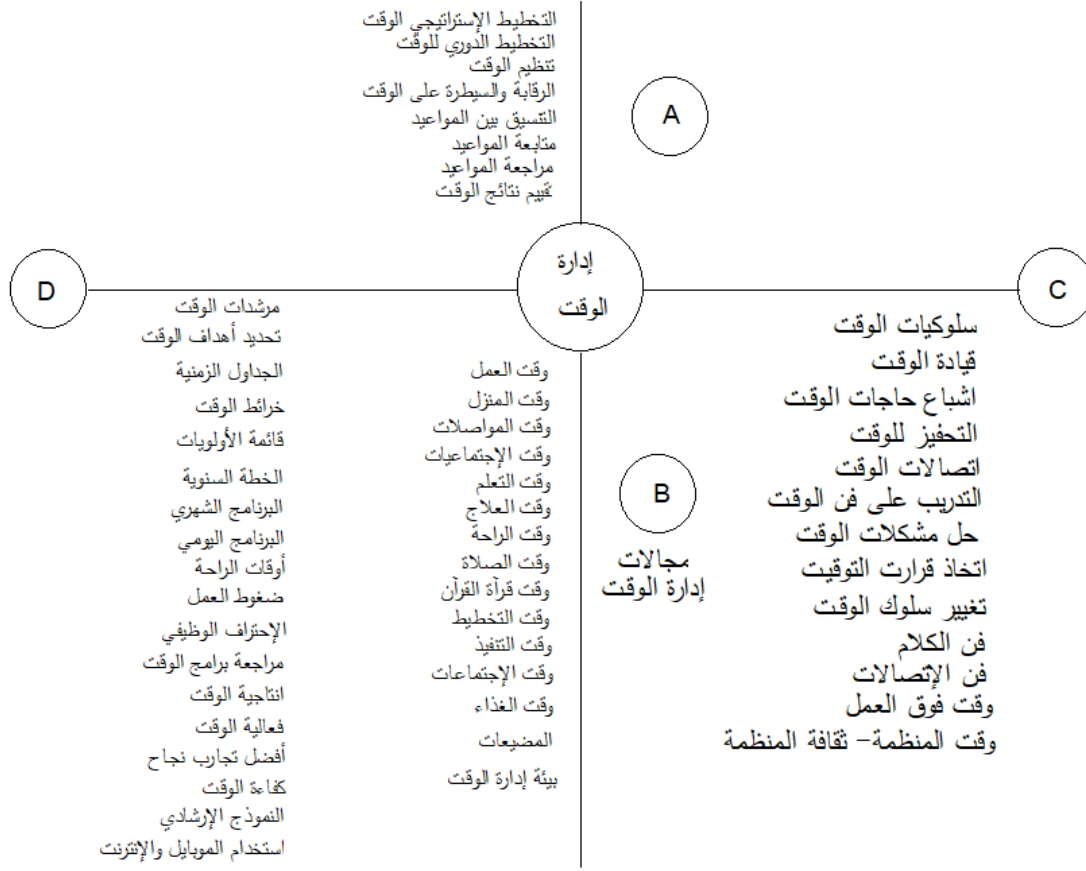 التخطيط الإستراتيجي الوقت
التخطيط الدوري للوقت
تنظيم الوقت
الرقابة والسيطرة على الوقت
التنسيق بين المواعيد
متابعة المواعيد
مراجعة المواعيد
تقييم نتائج الوقت
A
إدارة
الوقت
C
سلوكيات الوقت
قيادة الوقت
اشباع حاجات الوقت
التحفيز للوقت
اتصالات الوقت
التدريب على فن الوقت
حل مشكلات الوقت
اتخاذ قرارت التوقيت
تغيير سلوك الوقت
فن الكلام
فن الإتصالات
وقت فوق العمل
وقت المنظمة– ثقافة المنظمة
B
مجالات
إدارة الوقت
وقت العمل
وقت المنزل
وقت المواصلات
وقت الإجتماعيات
وقت التعلم
وقت العلاج
وقت الراحة
وقت الصلاة
وقت قرآة القرآن
وقت التخطيط
وقت التنفيذ
وقت الإجتماعات
وقت الغذاء
المضيعات
بيئة إدارة الوقت
D
مرشدات الوقت
تحديد أهداف الوقت
الجداول الزمنية
خرائط الوقت
قائمة الأولويات
الخطة السنوية
البرنامج الشهري
البرنامج اليومي
أوقات الراحة
ضغوط العمل
الإحتراف الوظيفي
مراجعة برامج الوقت
انتاجية الوقت
فعالية الوقت
أفضل تجارب نجاح
كفاءة الوقت
النموذج الإرشادي
استخدام الموبايل والإنترنت